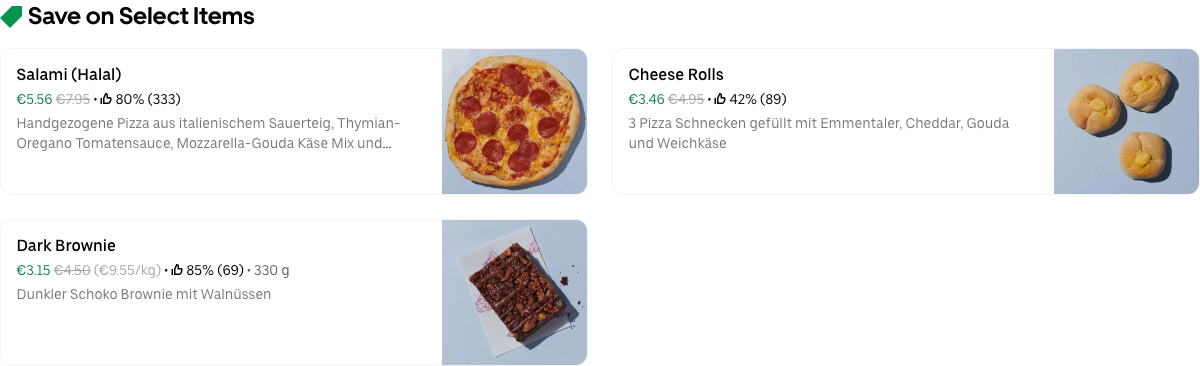 Save on Select Items
Salami (Halal)
€5.56 €7.95 • 80% (333)
Handgezogene Pizza aus italienischem Sauerteig, Thymian-
Oregano Tomatensauce, Mozzarella-Gouda Käse Mix und...
Cheese Rolls
€3.46 €4.95 • 42% (89)
3 Pizza Schnecken gefüllt mit Emmentaler, Cheddar, Gouda
und Weichkäse
Dark Brownie
€3.15 €4.50 (€9.55/kg) • 85% (69) • 330 g
Dunkler Schoko Brownie mit Walnüssen